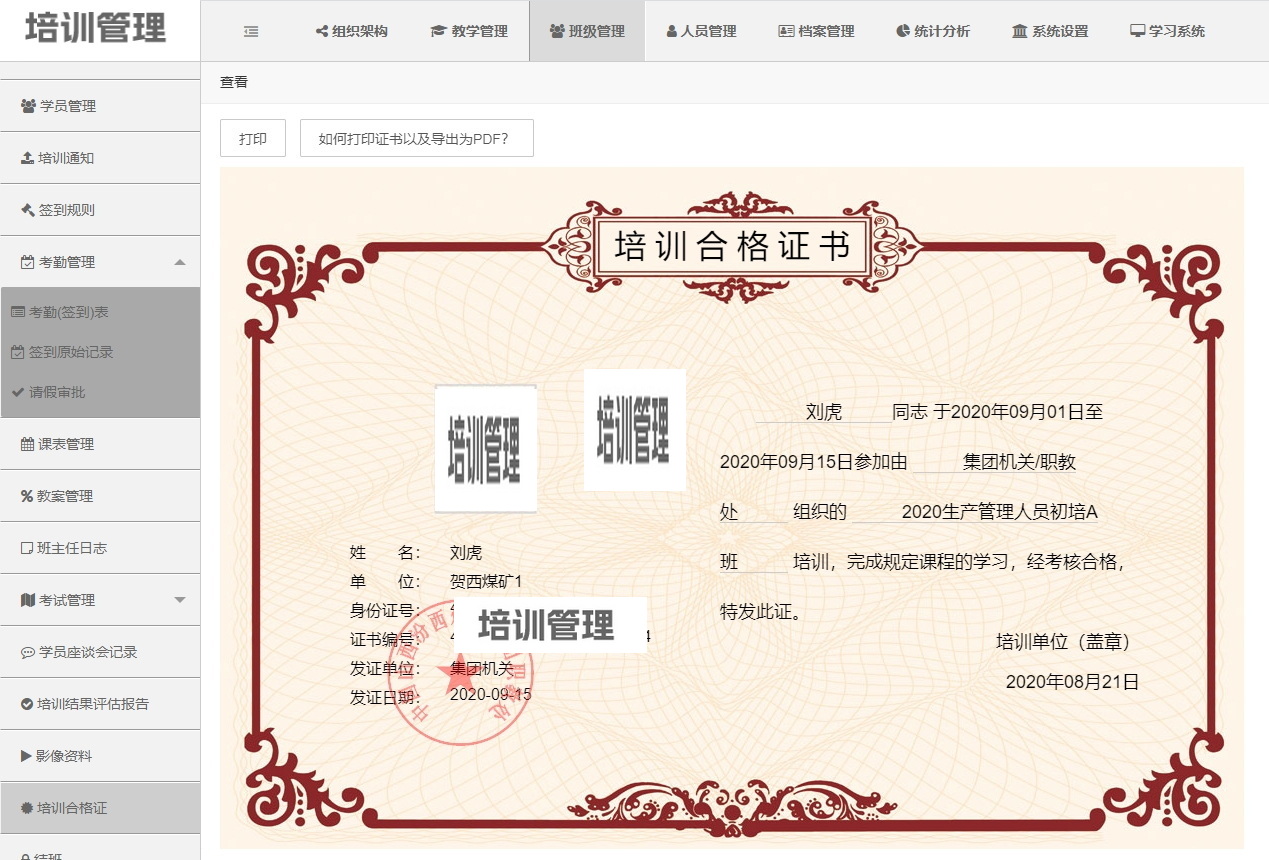 培训管理
组织架构 教学管理 班级管理 人员管理 档案管理 统计分析 系统设置 学习系统
查看
打印 如何打印证书以及导出为PDF?
学员管理
培训通知
签到规则
考勤管理
考勤(签到)表
签到原始记录
请假审批
课表管理
教案管理
班主任日志
考试管理
学员座谈会记录
培训结果评估报告
影像资料
培训合格证
结班
培训合格证书
培训管理
培训管理
姓 名: 刘虎
单 位: 贺西煤矿1
身份证号:
培训管理
证书编号: 4
发证单位: 集团机关
发证日期: 2020-09-15
刘虎 同志 于2020年09月01日至
2020年09月15日参加由 集团机关/职教
处 组织的 2020生产管理人员初培A
班 培训，完成规定课程的学习，经考核合格，
特发此证。
培训单位（盖章）
2020年08月21日